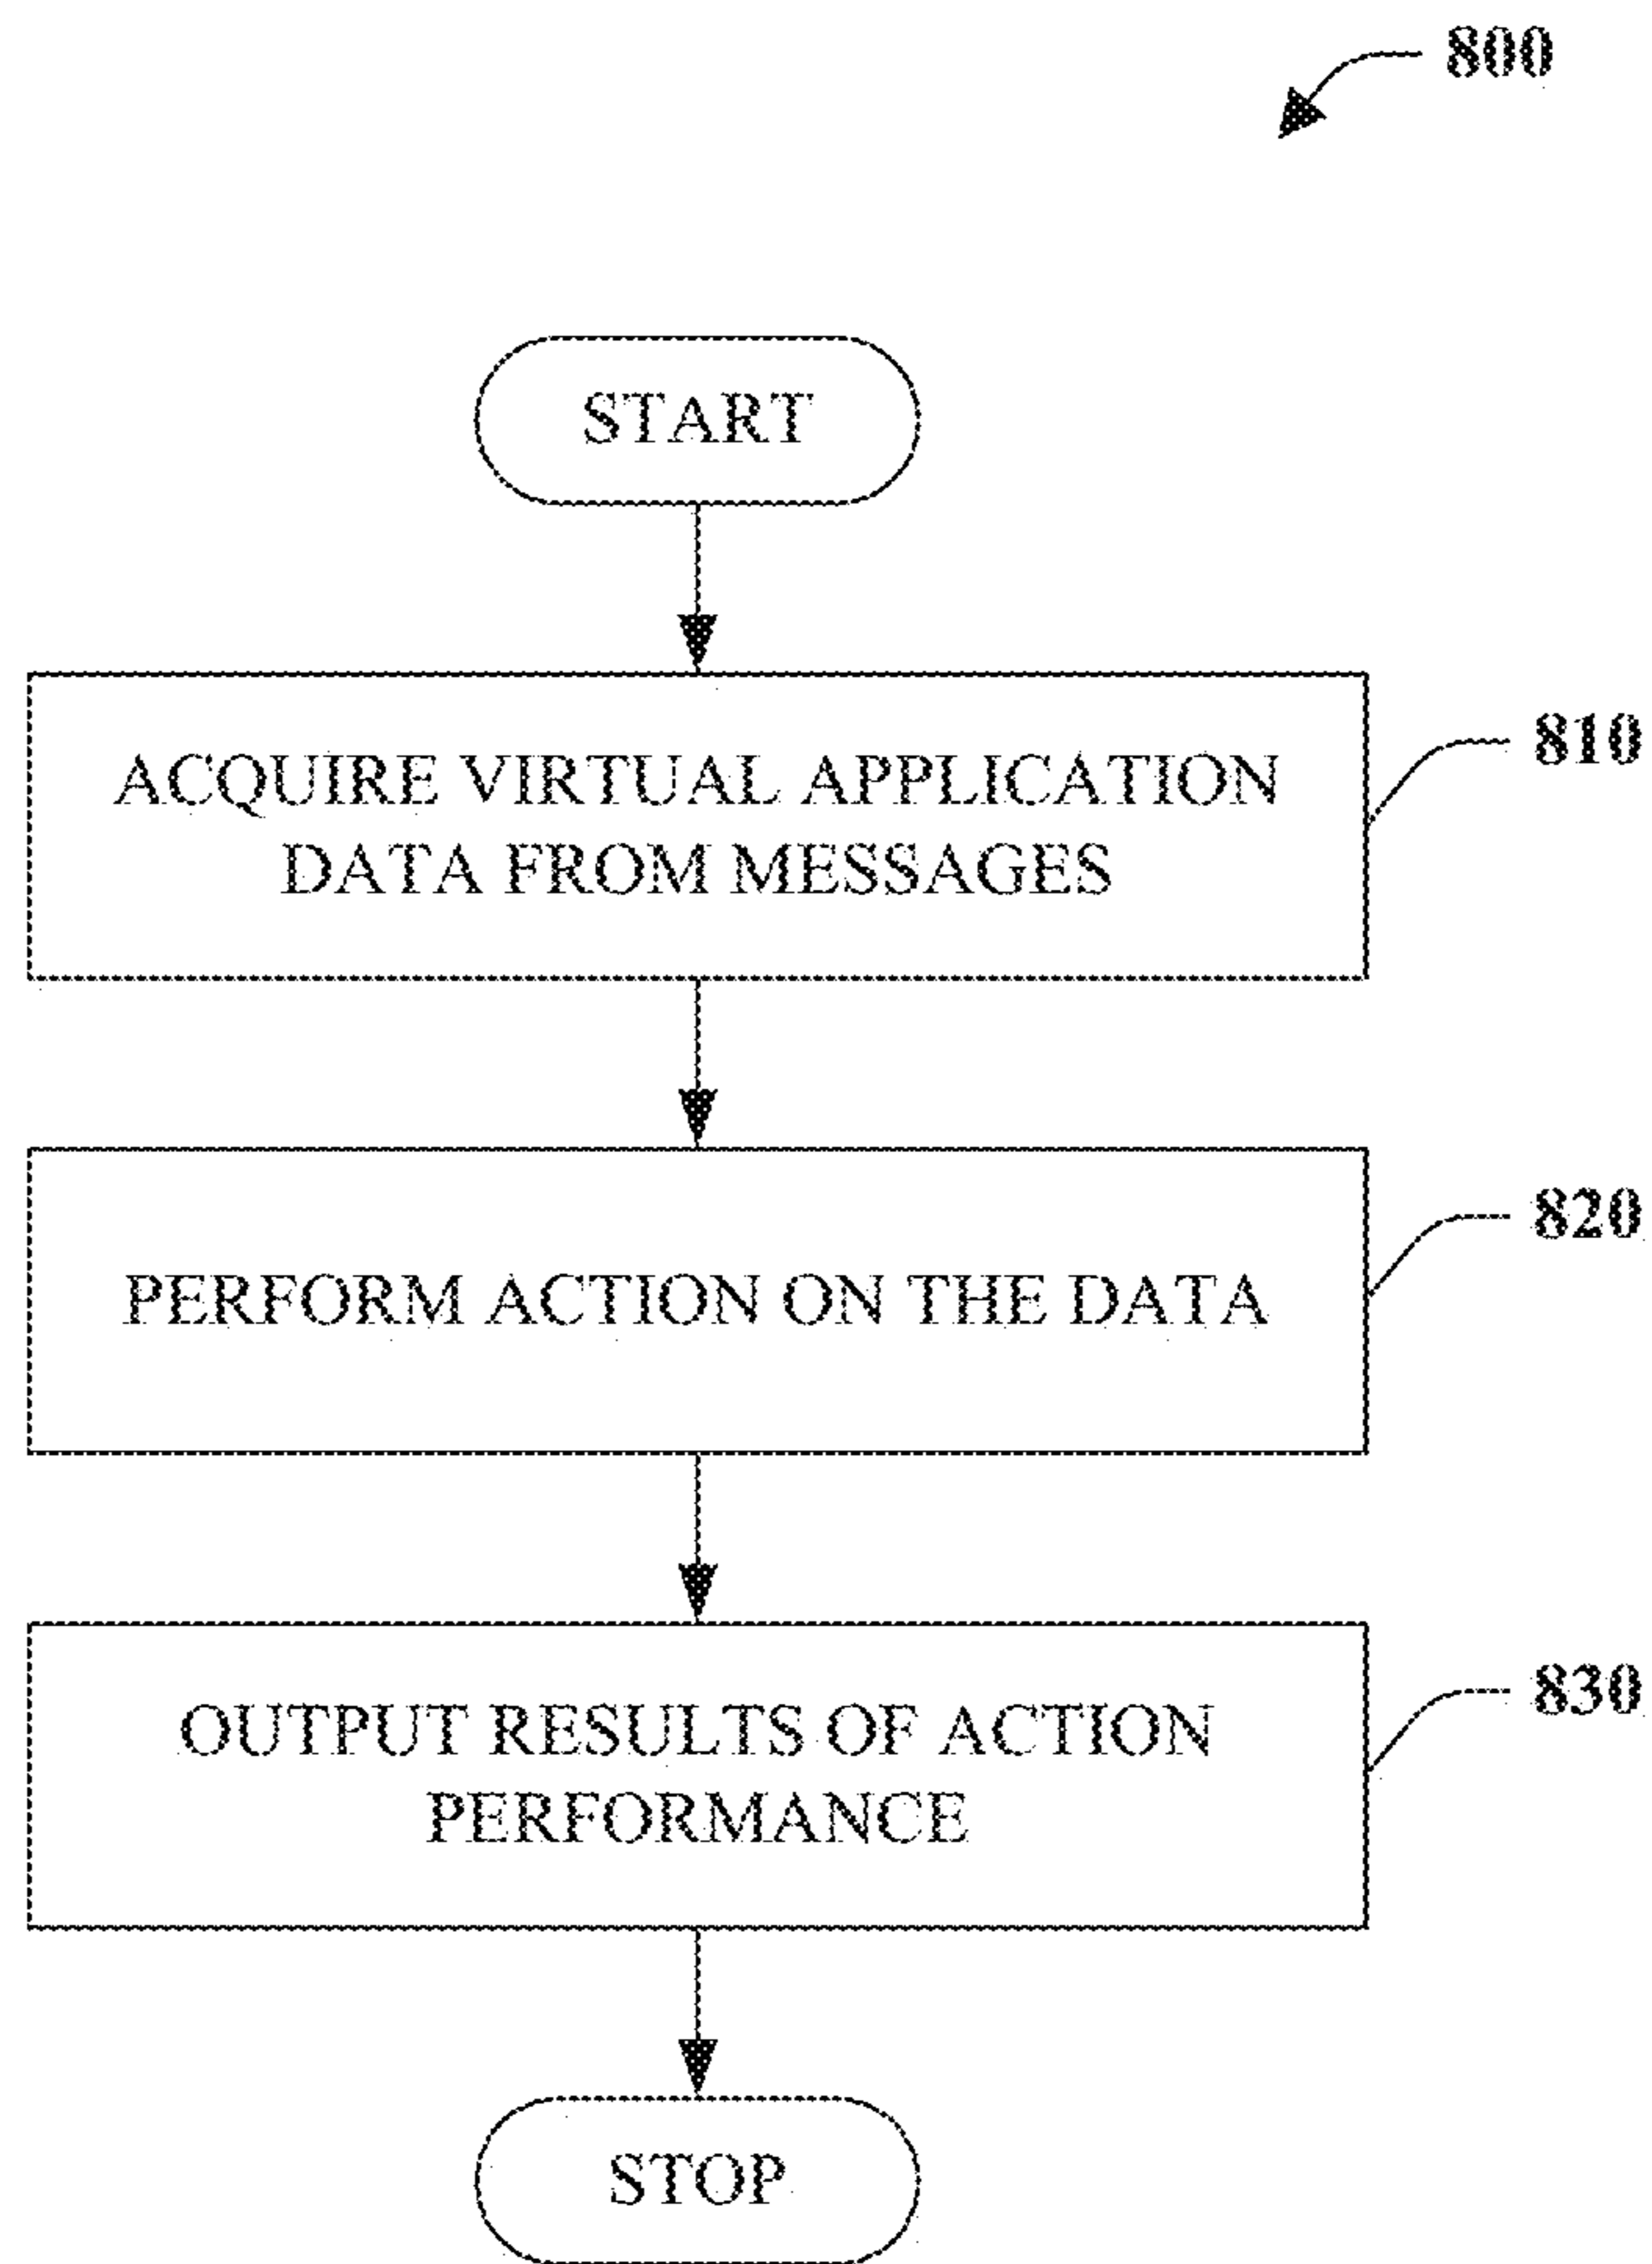 800
START
ACQUIRE VIRTUAL APPLICATION
DATA FROM MESSAGES
810
PERFORM ACTION ON THE DATA
820
OUTPUT RESULTS OF ACTION
PERFORMANCE
830
STOP